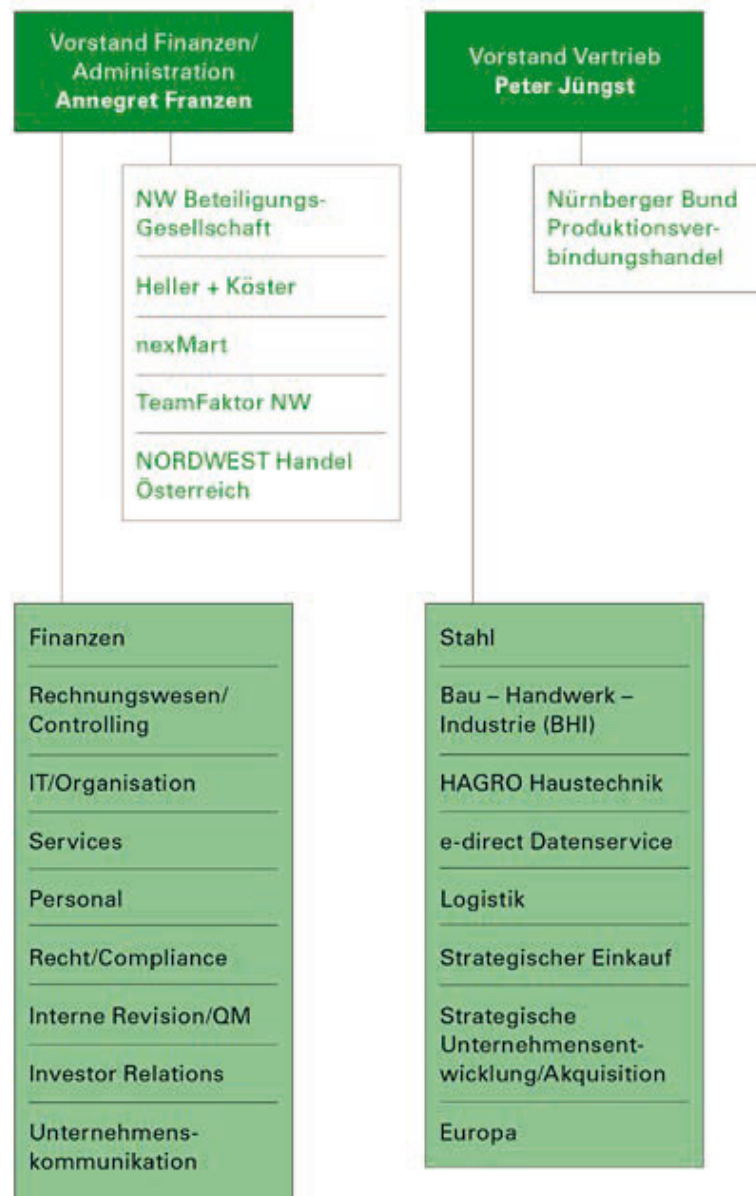 Vorstand Finanzen/
Administration
Annegret Franzen
NW Beteiligungs-
Gesellschaft
Heller + Köster
nexMart
TeamFaktor NW
NORDWEST Handel
Österreich
Finanzen
Rechnungswesen/
Controlling
IT/Organisation
Services
Personal
Recht/Compliance
Interne Revision/QM
Investor Relations
Unternehmens-
kommunikation
Vorstand Vertrieb
Peter Jüngst
Nürnberger Bund
Produktionsver-
bindungshandel
Stahl
Bau – Handwerk –
Industrie (BHI)
HAGRO Haustechnik
e-direct Datenservice
Logistik
Strategischer Einkauf
Strategische
Unternehmensent-
wicklung/Akquisition
Europa